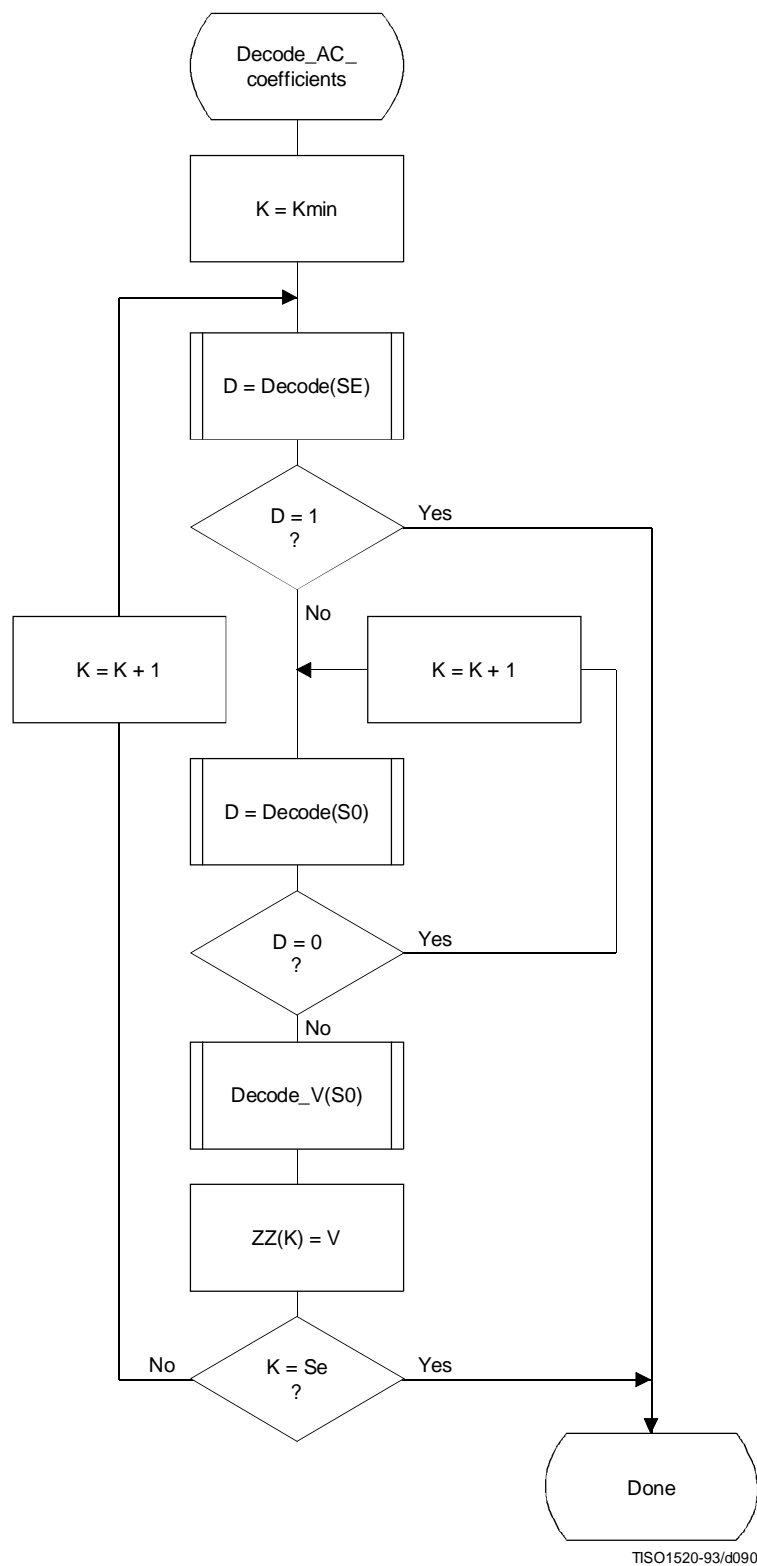 Decode_AC_
coefficients
K = Kmin
D = Decode(SE)
D = 1
?
Yes
No
K = K + 1
K = K + 1
D = Decode(S0)
D = 0
?
Yes
No
Decode_V(S0)
ZZ(K) = V
No
K = Se
?
Yes
Done
TISO1520-93/d090